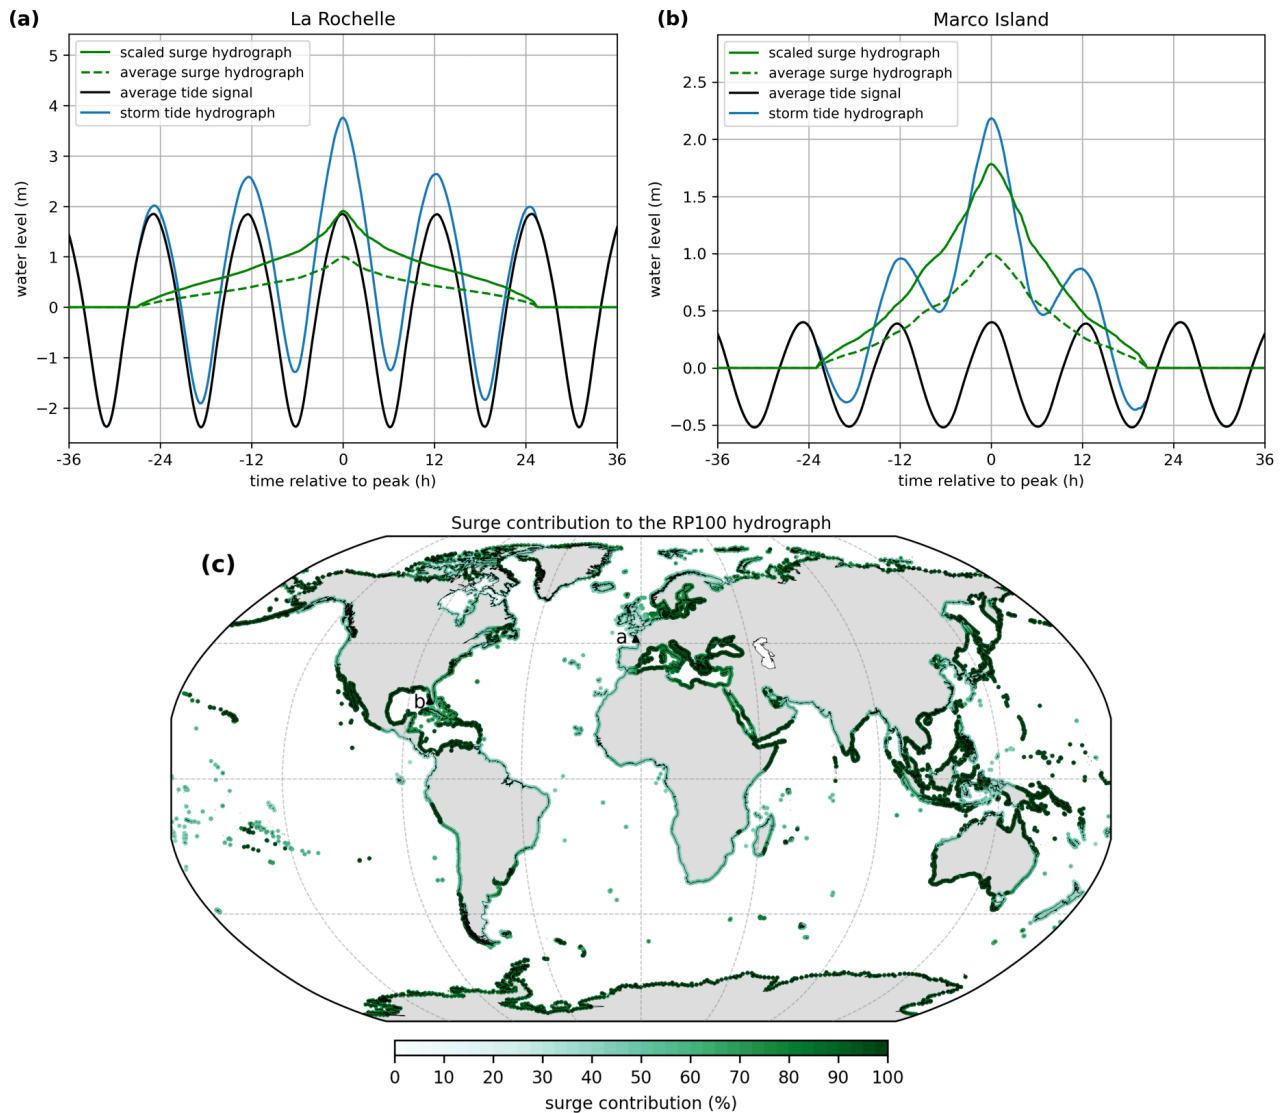 (a)
La Rochelle
scaled surge hydrograph
average surge hydrograph
average tide signal
storm tide hydrograph
water level (m)
5
4
3
2
1
0
−1
−2
-36 -24 -12 0 12 24 36
time relative to peak (h)
(b)
Marco Island
scaled surge hydrograph
average surge hydrograph
average tide signal
storm tide hydrograph
water level (m)
2.5
2.0
1.5
1.0
0.5
0.0
−0.5
-36 -24 -12 0 12 24 36
time relative to peak (h)
Surge contribution to the RP100 hydrograph
(c)
a
b
0 10 20 30 40 50 60 70 80 90 100
surge contribution (%)